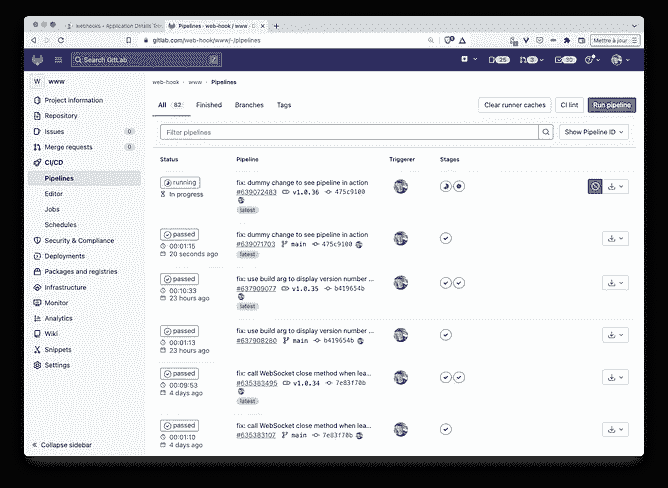 webhooks - Application Details Tre
Pipelines · web-hook / www · G
gitlab.com/web-hook/www/-/pipelines
Mettre à jour
Search GitLab
/
25
3
30
W www
Project information
Repository
Issues 0
Merge requests 0
CI/CD
Pipelines
Editor
Jobs
Schedules
Security & Compliance
Deployments
Packages and registries
Infrastructure
Monitor
Analytics
Wiki
Snippets
Settings
Collapse sidebar
web-hook › www › Pipelines
All 82 Finished Branches Tags
Clear runner caches CI lint Run pipeline
Filter pipelines
Show Pipeline ID
Status Pipeline Triggerer Stages
running
In progress
fix: dummy change to see pipeline in action
#639072483 v1.0.36 475c9100
latest
passed
00:01:15
20 seconds ago
fix: dummy change to see pipeline in action
#639071703 main 475c9100
latest
passed
00:10:33
23 hours ago
fix: use build arg to display version number ...
#637909077 v1.0.35 b419654b
latest
passed
00:01:13
23 hours ago
fix: use build arg to display version number ...
#637908280 main b419654b
passed
00:09:53
4 days ago
fix: call WebSocket close method when lea...
#635383495 v1.0.34 7e83f70b
latest
passed
00:01:10
4 days ago
fix: call WebSocket close method when lea...
#635383107 main 7e83f70b